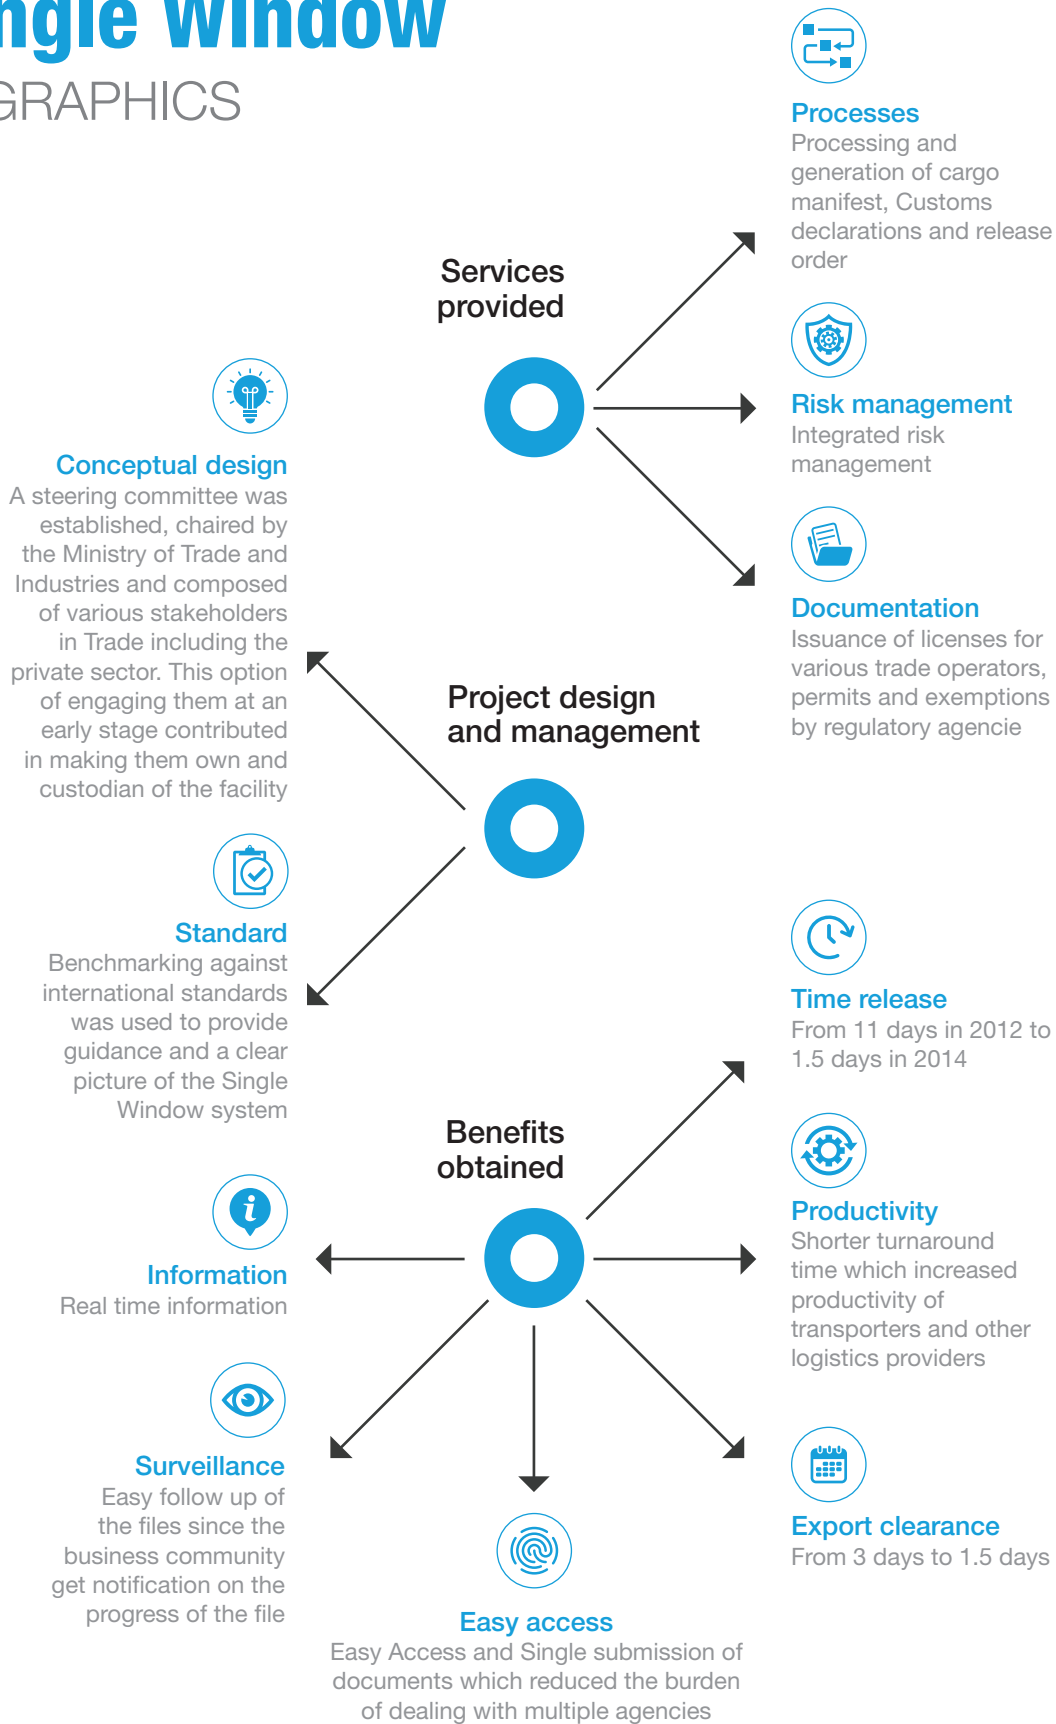 ngle Window
GRAPHICS
Processes
Processing and
generation of cargo
manifest, Customs
declarations and release
order
Services
provided
Risk management
Integrated risk
management
Documentation
Issuance of licenses for
various trade operators,
permits and exemptions
by regulatory agencie
Conceptual design
A steering committee was
established, chaired by
the Ministry of Trade and
Industries and composed
of various stakeholders
in Trade including the
private sector. This option
of engaging them at an
early stage contributed
in making them own and
custodian of the facility
Project design
and management
Standard
Benchmarking against
international standards
was used to provide
guidance and a clear
picture of the Single
Window system
Time release
From 11 days in 2012 to
1.5 days in 2014
Benefits
obtained
Productivity
Shorter turnaround
time which increased
productivity of
transporters and other
logistics providers
i
Information
Real time information
Surveillance
Easy follow up of
the files since the
business community
get notification on the
progress of the file
Export clearance
From 3 days to 1.5 days
Easy access
Easy Access and Single submission of
documents which reduced the burden
of dealing with multiple agencies